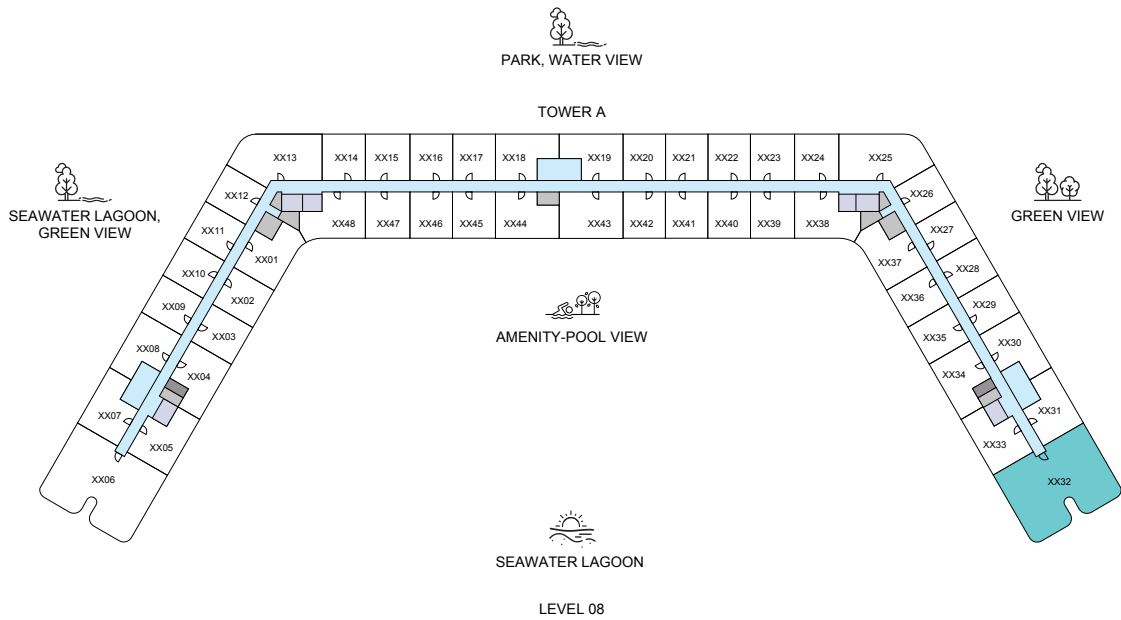 PARK, WATER VIEW
TOWER A
XX13
XX14
XX15
XX16
XX17
XX18
XX19
XX20
XX21
XX22
XX23
XX24
XX25
XX12
XX26
SEAWATER LAGOON,
GREEN VIEW
GREEN VIEW
XX48
XX47
XX46
XX45
XX44
XX43
XX42
XX41
XX40
XX39
XX38
XX11
XX27
XX01
XX37
XX10
XX28
XX02
XX36
XX09
XX29
XX03
XX35
AMENITY-POOL VIEW
XX08
XX30
XX04
XX34
XX07
XX31
XX05
XX33
XX06
XX32
SEAWATER LAGOON
LEVEL 08